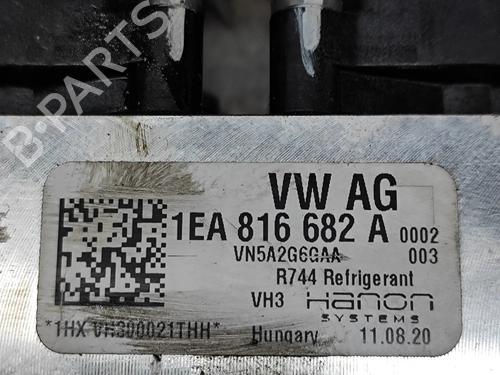 B-PARTS
VW AG
1EA 816 682 A 0002
VN5A2G6GAA 003
R744 Refrigerant
VH3 Hanon
SYSTEMS
*1HX VH300021THH*
Hungary 11.08.20